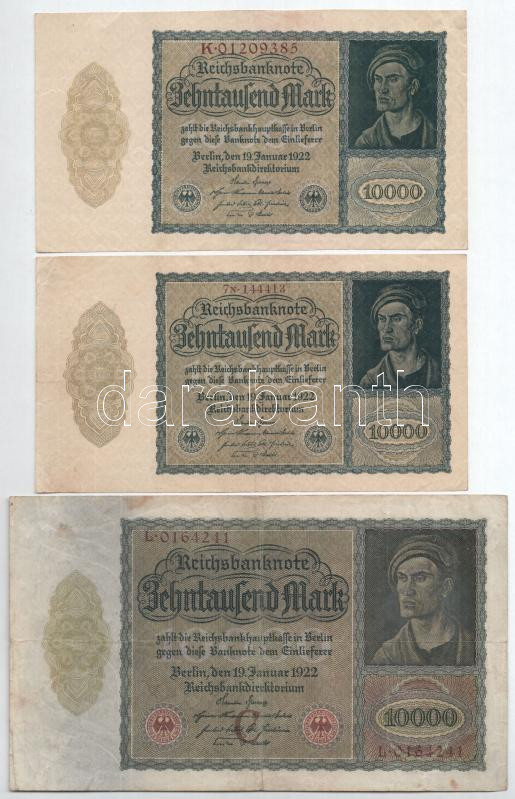 K·01209385
Reichsbanknote
Zehntausend Mark
zahlt die Reichsbankhauptkasse in Berlin
gegen diese Banknote dem Einlieferer
Berlin, den 19. Januar 1922
Reichsbankdirektorium
10000
7N·144413
Reichsbanknote
Zehntausend Mark
zahlt die Reichsbankhauptkasse in Berlin
gegen diese Banknote dem Einlieferer
Berlin, den 19. Januar 1922
Reichsbankdirektorium
10000
darabanth
L·0164241
Reichsbanknote
Zehntausend Mark
zahlt die Reichsbankhauptkasse in Berlin
gegen diese Banknote dem Einlieferer
Berlin, den 19. Januar 1922
Reichsbankdirektorium
G
10000
L·0164241